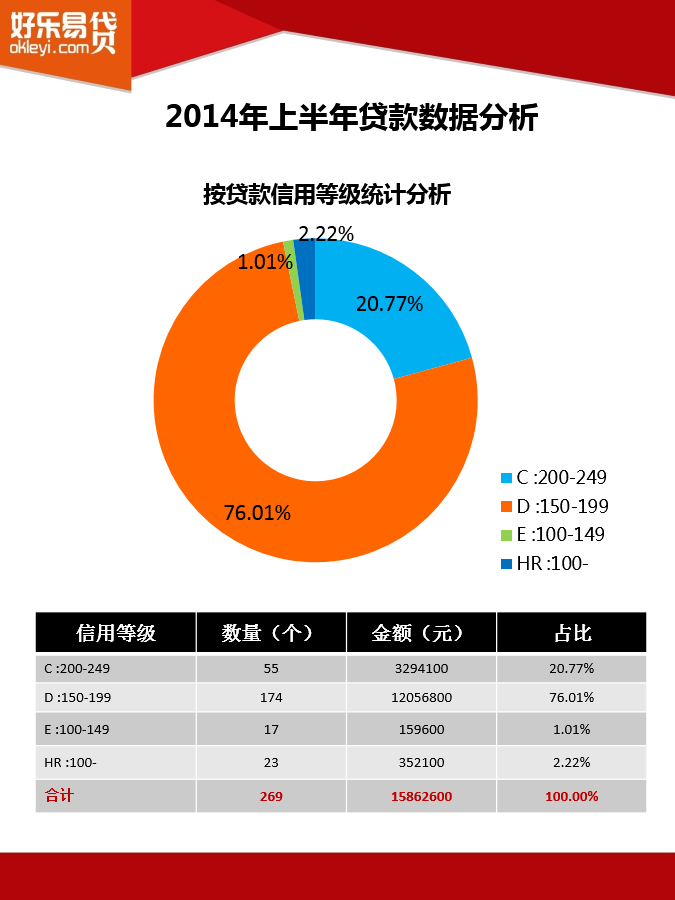 好乐易贷
okleyi.com
2014年上半年贷款数据分析
按贷款信用等级统计分析
2.22%
1.01%
20.77%
76.01%
C :200-249
D :150-199
E :100-149
HR :100-
信用等级 数量（个） 金额（元） 占比
C :200-249 55 3294100 20.77%
D :150-199 174 12056800 76.01%
E :100-149 17 159600 1.01%
HR :100- 23 352100 2.22%
合计 269 15862600 100.00%